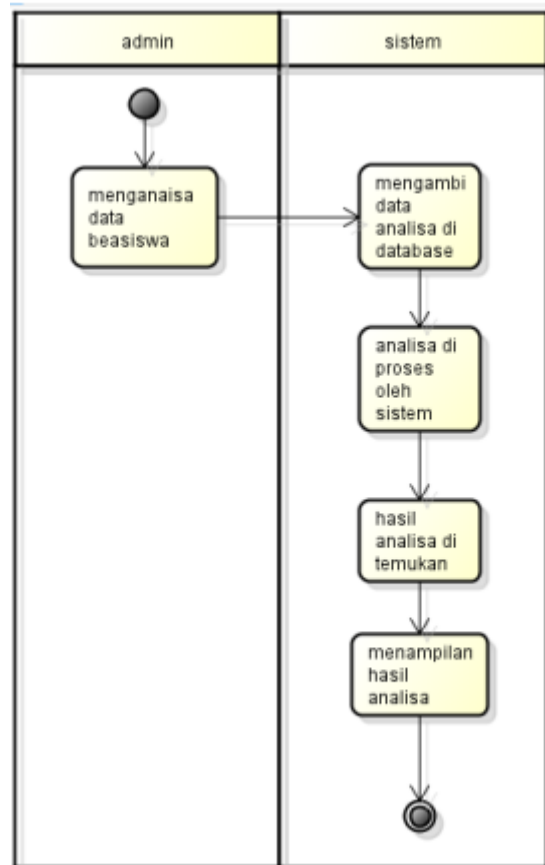 admin
sistem
menganaisa
data
beasiswa
mengambi
data
analisa di
database
analisa di
proses
oleh
sistem
hasil
analisa di
temukan
menampilan
hasil
analisa